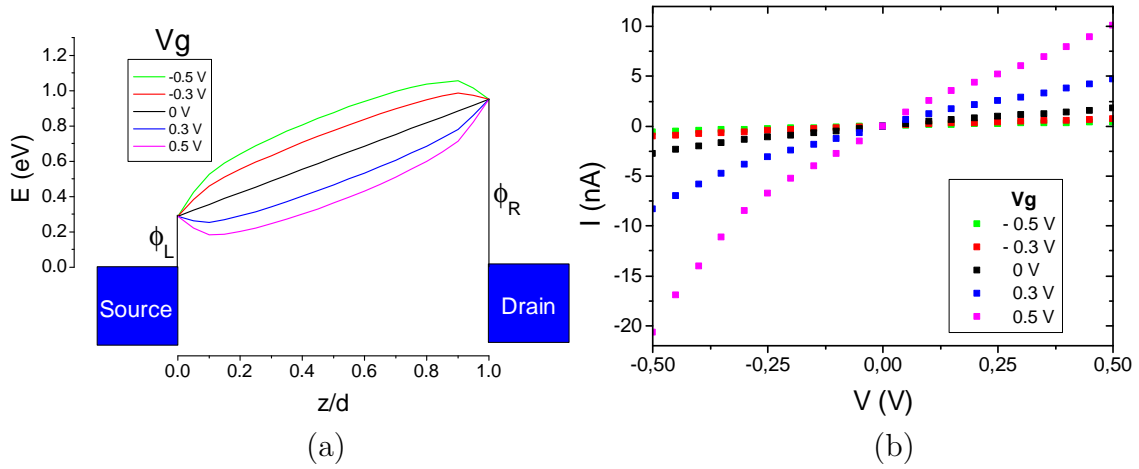 Vg
-0.5 V
-0.3 V
0 V
0.3 V
0.5 V
1.2
1.0
0.8
0.6
0.4
0.2
0.0
E (eV)
ϕL
ϕR
Source
Drain
0.0 0.2 0.4 0.6 0.8 1.0
z/d
(a)
10
5
0
-5
-10
-15
-20
I (nA)
Vg
- 0.5 V
- 0.3 V
0 V
0.3 V
0.5 V
-0,50 -0,25 0,00 0,25 0,50
V (V)
(b)